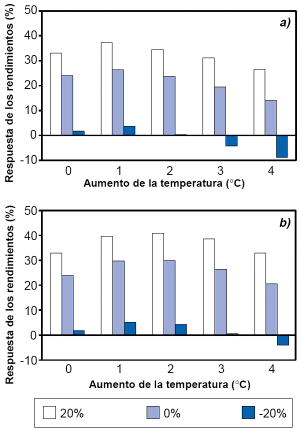 Respuesta de los rendimientos (%)
50
40
30
20
10
0
-10
a)
0 1 2 3 4
Aumento de la temperatura (°C)
Respuesta de los rendimientos (%)
50
40
30
20
10
0
-10
b)
0 1 2 3 4
Aumento de la temperatura (°C)
20% 0% -20%